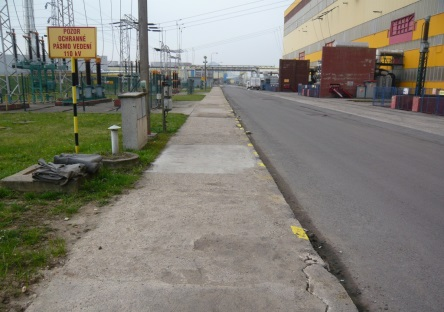 POZOR
OCHRANNÉ
PÁSMO VEDENÍ
110 kV